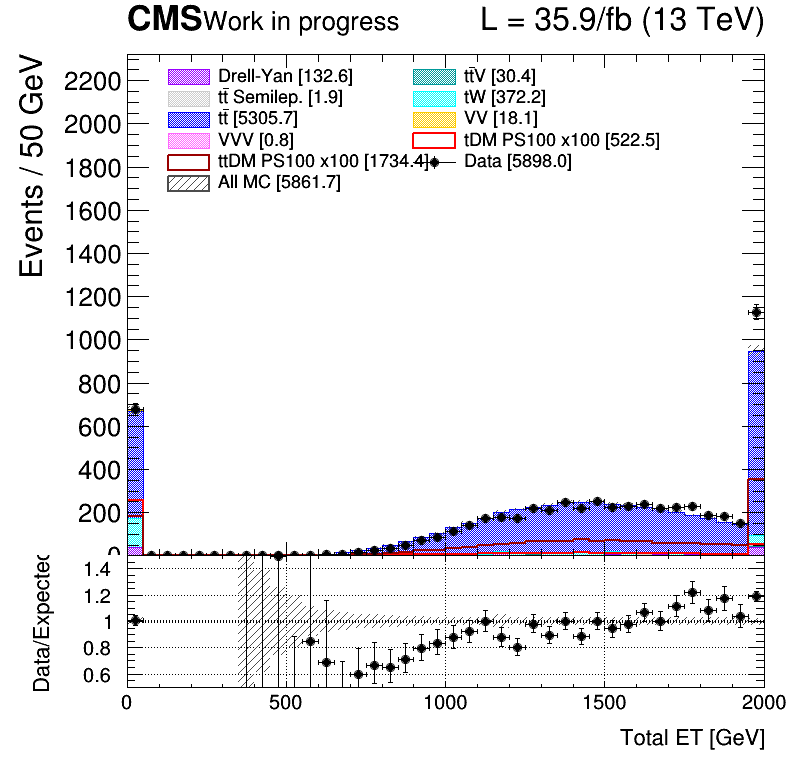 CMS Work in progress L = 35.9/fb (13 TeV)
Events / 50 GeV
2200
2000
1800
1600
1400
1200
1000
800
600
400
200
0
Drell-Yan [132.6] tt̄V [30.4]
tt̄ Semilep. [1.9] tW [372.2]
tt̄ [5305.7] VV [18.1]
VVV [0.8] tDM PS100 x100 [522.5]
ttDM PS100 x100 [1734.4] Data [5898.0]
All MC [5861.7]
Data/Expected
1.4
1.2
1
0.8
0.6
0 500 1000 1500 2000
Total ET [GeV]